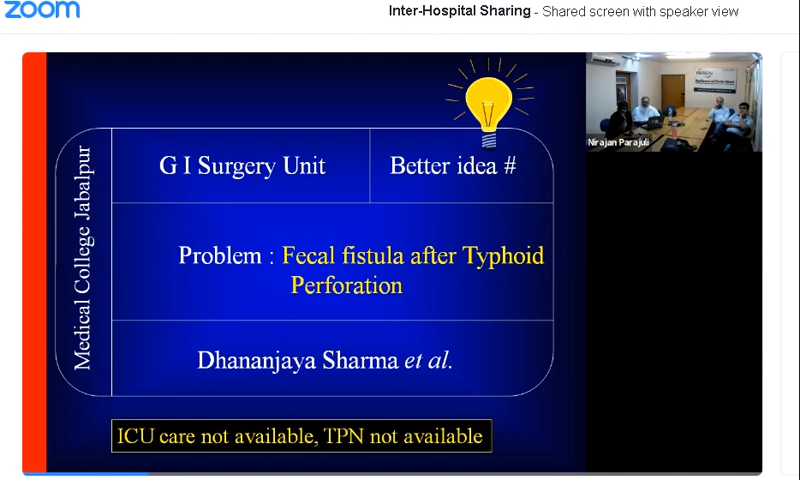 zoom
Inter-Hospital Sharing - Shared screen with speaker view
Medical College Jabalpur
G I Surgery Unit
Better idea #
Problem : Fecal fistula after Typhoid
Perforation
Dhananjaya Sharma et al.
ICU care not available, TPN not available
Nirajan Parajuli